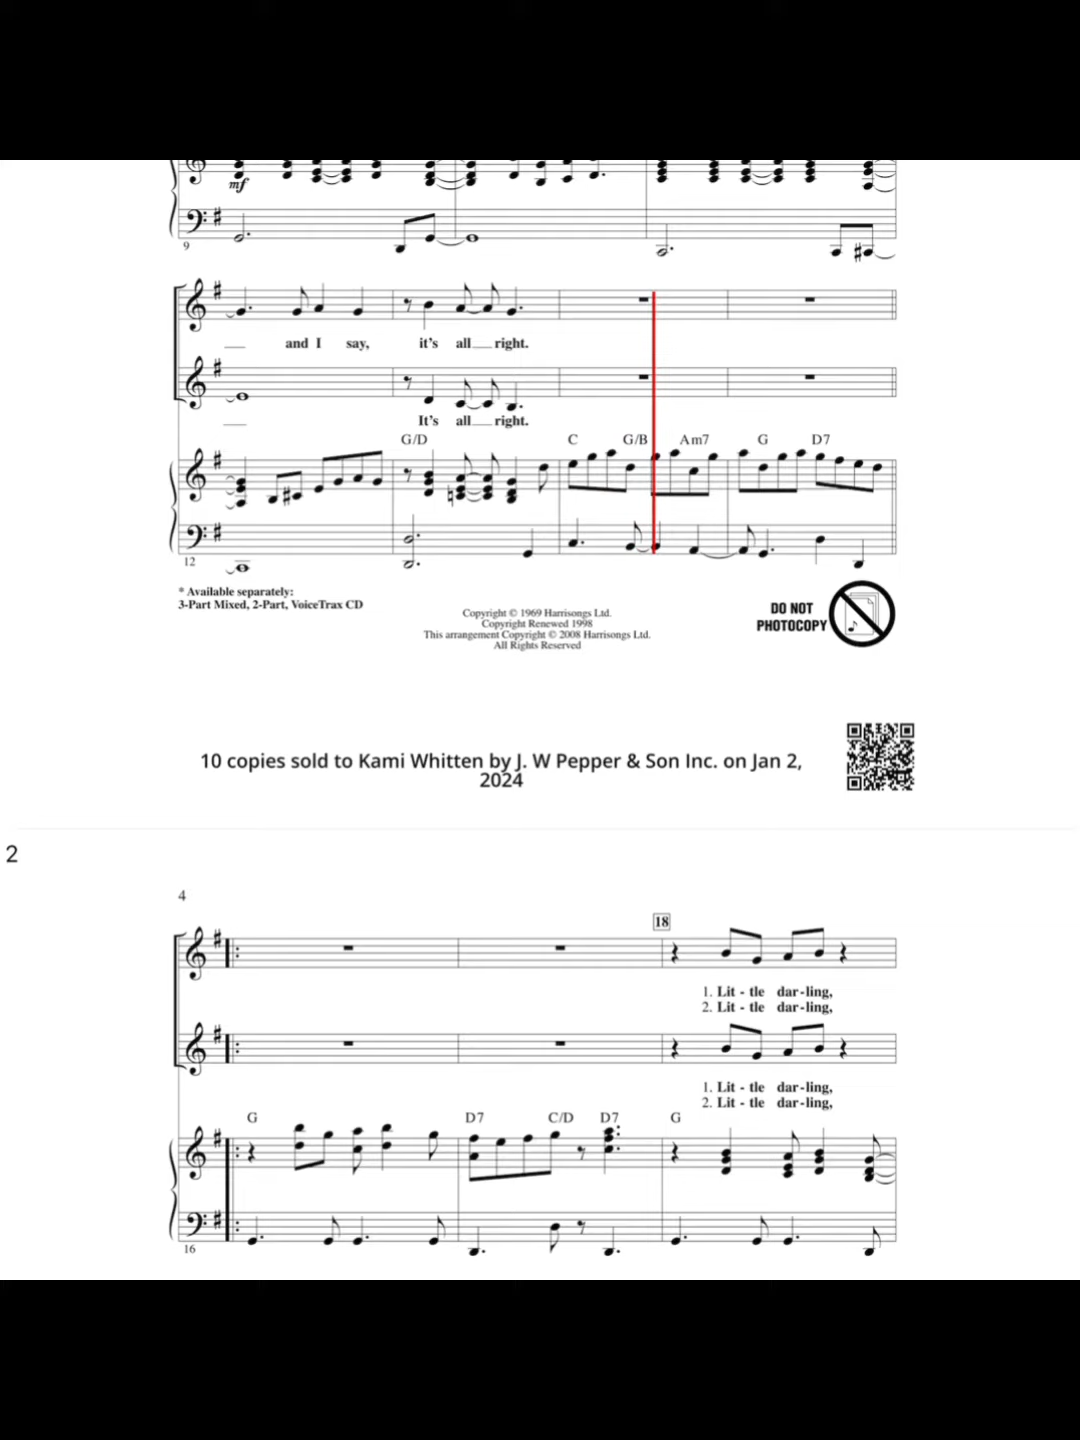 mf
9
and I say, it's all right.
It's all right.
G/D C G/B Am7 G D7
12
* Available separately:
3-Part Mixed, 2-Part, VoiceTrax CD
Copyright © 1969 Harrisongs Ltd.
Copyright Renewed 1998
This arrangement Copyright © 2008 Harrisongs Ltd.
All Rights Reserved
DO NOT
PHOTOCOPY
10 copies sold to Kami Whitten by J. W Pepper & Son Inc. on Jan 2,
2024
2
4
18
1. Lit - tle dar - ling,
2. Lit - tle dar - ling,
1. Lit - tle dar - ling,
2. Lit - tle dar - ling,
G D7 C/D D7 G
16